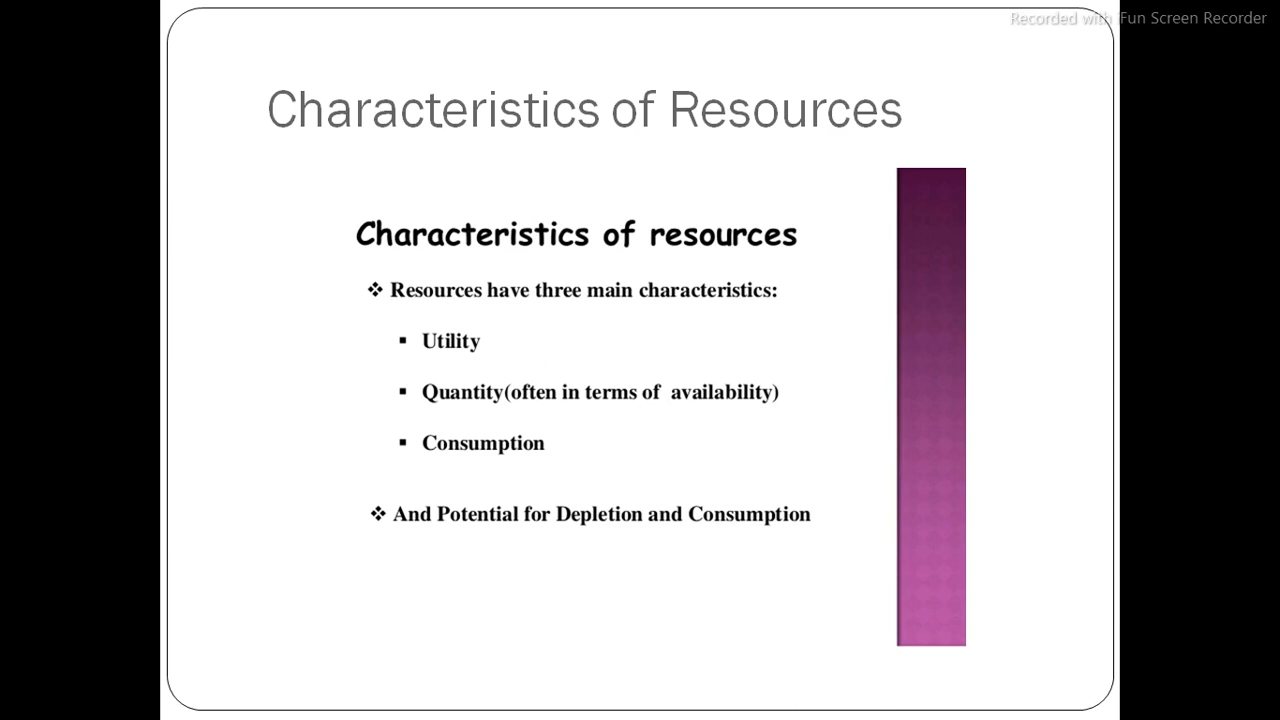 Recorded with iFun Screen Recorder
Characteristics of Resources
Characteristics of resources
❖ Resources have three main characteristics:
▪ Utility
▪ Quantity(often in terms of availability)
▪ Consumption
❖ And Potential for Depletion and Consumption